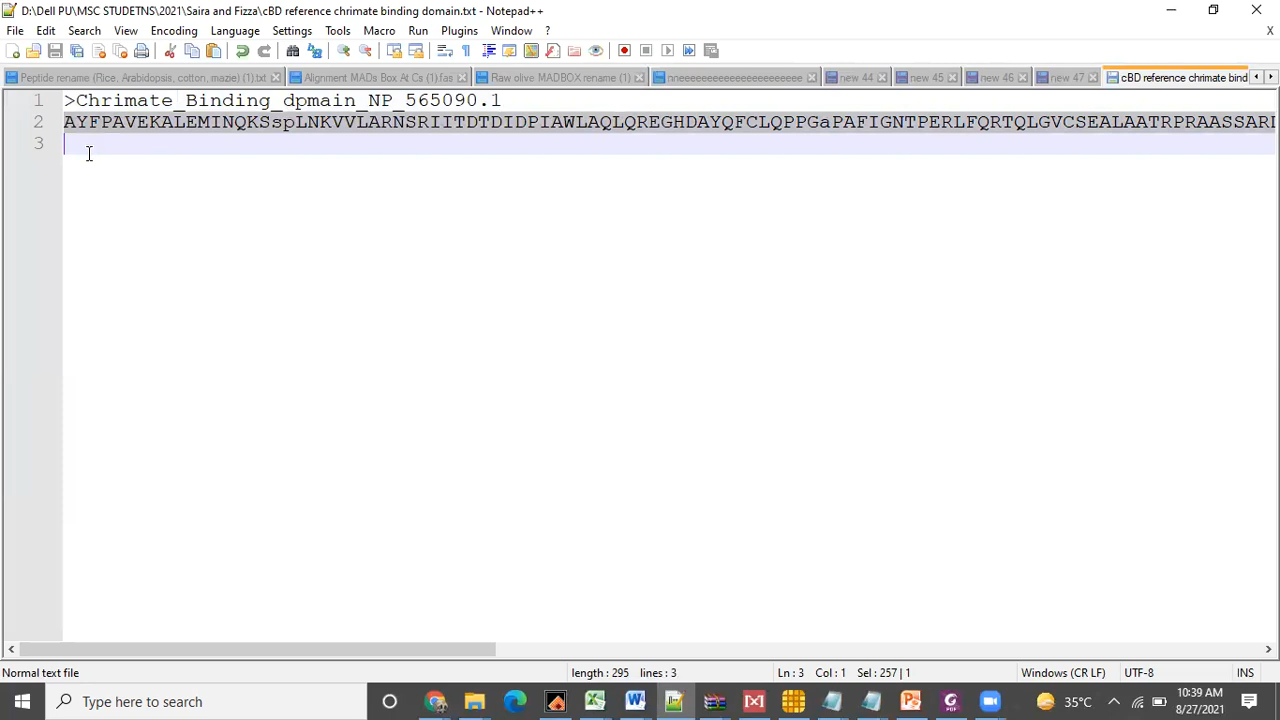 D:\Dell PU\MSC STUDETNS\2021\Saira and Fizza\cBD reference chrimate binding domain.txt - Notepad++
File Edit Search View Encoding Language Settings Tools Macro Run Plugins Window ? X
Peptide rename (Rice. Arabidopsis, cotton, mazie) (1).txt Alignment MADs Box At Cs (1).as Raw olive MADBOX rename (1) nneeeeeeeeeeeeeeeeeeeee new 44 new 45 new 46 new 47 cBD reference chrimate bind
1 >Chrimate_Binding_dpmain_NP_565090.1
2 AYFPAVEKALEMINQKSspLNKVVLARNSRIITDTDIDPIAWLAQLQREGHDAYQFCLQPPGaPAFIGNTPERLFQRTQLGVCSEALAATRPRAASSARD
3
Normal text file length : 295 lines : 3 Ln : 3 Col : 1 Sel : 257 | 1 Windows (CR LF) UTF-8 INS
Type here to search 35°C 10:39 AM
8/27/2021